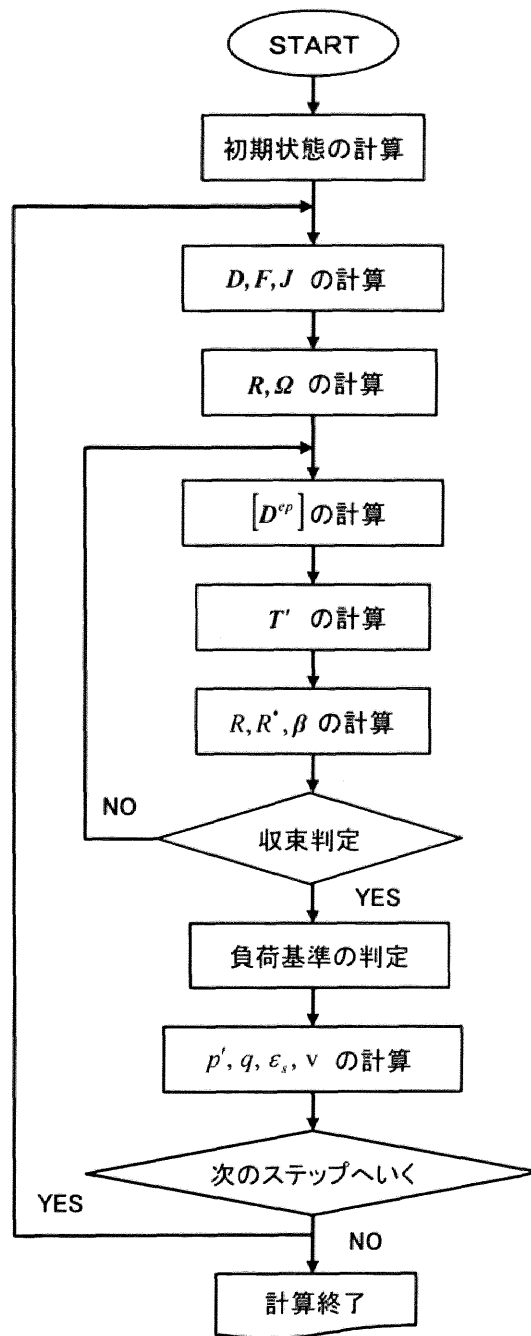 START
初期状態の計算
D, F, J の計算
R, Ω の計算
[D^{ep}] の計算
T' の計算
R, R*, β の計算
NO
収束判定
YES
負荷基準の判定
p', q, ε_s, v の計算
次のステップへいく
YES
NO
計算終了